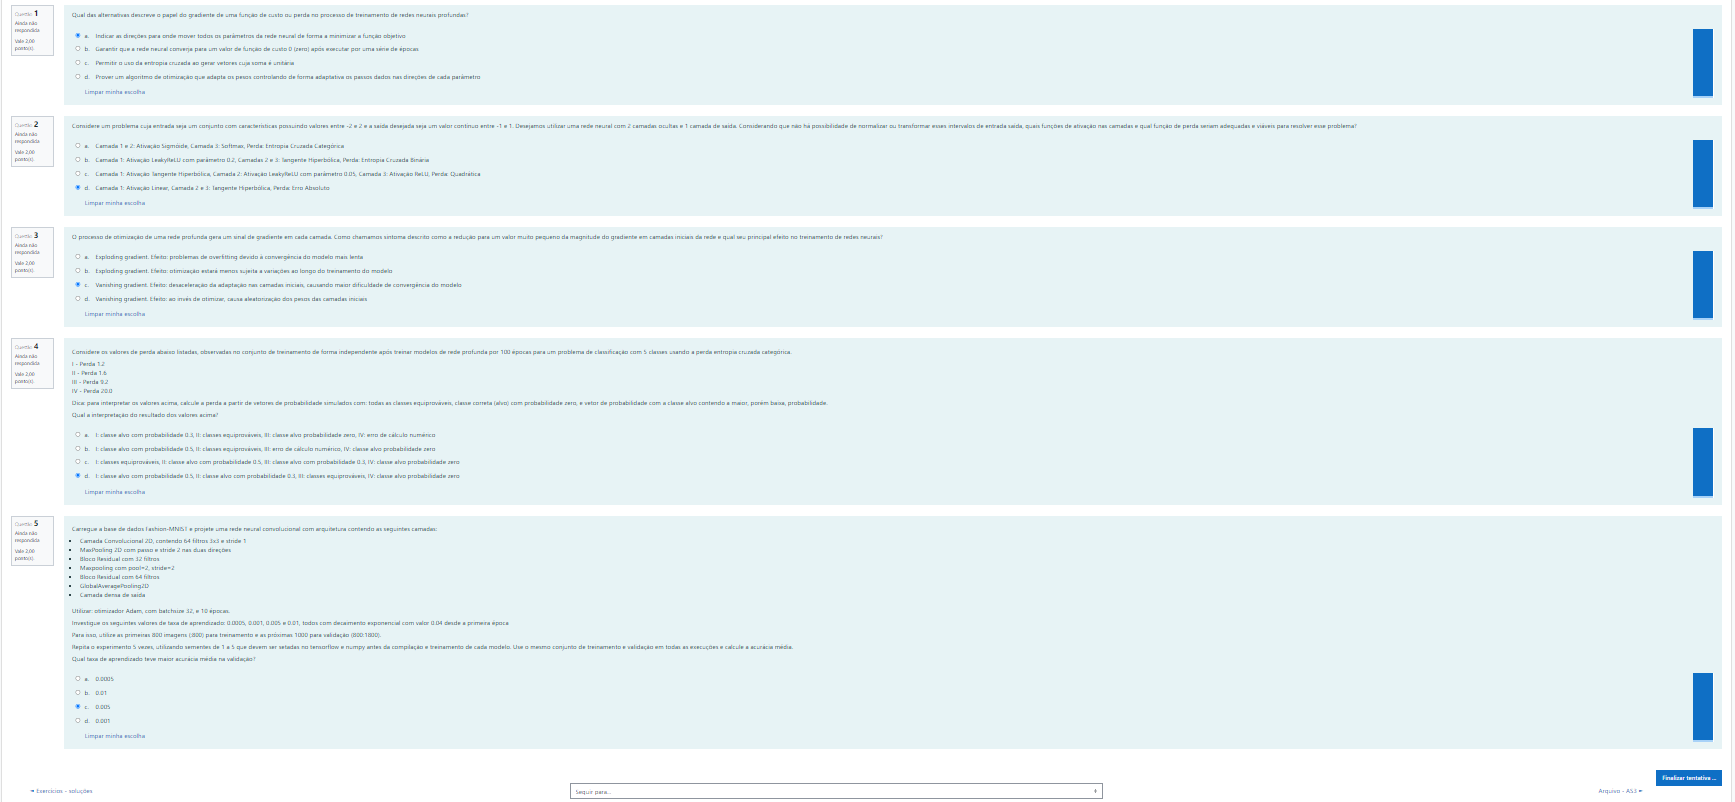 Questão 1
Ainda não
respondida
Vale 2,00
ponto(s).
Qual das alternativas descreve o papel do gradiente de uma função de custo ou perda no processo de treinamento de redes neurais profundas?
a. Indicar as direções para onde mover todos os parâmetros da rede neural de forma a minimizar a função objetivo
b. Garantir que a rede neural converja para um valor de função de custo 0 (zero) após executar por uma série de épocas
c. Permitir o uso da entropia cruzada ao gerar vetores cuja soma é unitária
d. Prover um algoritmo de otimização que adapta os pesos controlando de forma adaptativa os passos dados nas direções de cada parâmetro
Limpar minha escolha
Questão 2
Ainda não
respondida
Vale 2,00
ponto(s).
Considere um problema cuja entrada seja um conjunto com características possuindo valores entre -2 e 2 e a saída desejada seja um valor contínuo entre -1 e 1. Desejamos utilizar uma rede neural com 2 camadas ocultas e 1 camada de saída. Considerando que não há possibilidade de normalizar ou transformar esses intervalos de entrada saída, quais funções de ativação nas camadas e qual função de perda seriam adequadas e viáveis para resolver esse problema?
a. Camada 1 e 2: Ativação Sigmóide, Camada 3: Softmax, Perda: Entropia Cruzada Categórica
b. Camada 1: Ativação LeakyReLU com parâmetro 0.2, Camadas 2 e 3: Tangente Hiperbólica, Perda: Entropia Cruzada Binária
c. Camada 1: Ativação Tangente Hiperbólica, Camada 2: Ativação LeakyReLU com parâmetro 0.05, Camada 3: Ativação ReLU, Perda: Quadrática
d. Camada 1: Ativação Linear, Camada 2 e 3: Tangente Hiperbólica, Perda: Erro Absoluto
Limpar minha escolha
Questão 3
Ainda não
respondida
Vale 2,00
ponto(s).
O processo de otimização de uma rede profunda gera um sinal de gradiente em cada camada. Como chamamos sintoma descrito como a redução para um valor muito pequeno da magnitude do gradiente em camadas iniciais da rede e qual seu principal efeito no treinamento de redes neurais?
a. Exploding gradient. Efeito: problemas de overfitting devido à convergência do modelo mais lenta
b. Exploding gradient. Efeito: otimização estará menos sujeita a variações ao longo do treinamento do modelo
c. Vanishing gradient. Efeito: desaceleração da adaptação nas camadas iniciais, causando maior dificuldade de convergência do modelo
d. Vanishing gradient. Efeito: ao invés de otimizar, causa aleatorização dos pesos das camadas iniciais
Limpar minha escolha
Questão 4
Ainda não
respondida
Vale 2,00
ponto(s).
Considere os valores de perda abaixo listadas, observadas no conjunto de treinamento de forma independente após treinar modelos de rede profunda por 100 épocas para um problema de classificação com 5 classes usando a perda entropia cruzada categórica.
I - Perda 1.2
II - Perda 1.6
III - Perda 9.2
IV - Perda 20.0
Dica: para interpretar os valores acima, calcule a perda a partir de vetores de probabilidade simulados com: todas as classes equiprováveis, classe correta (alvo) com probabilidade zero, e vetor de probabilidade com a classe alvo contendo a maior, porém baixa, probabilidade.
Qual a interpretação do resultado dos valores acima?
a. I: classe alvo com probabilidade 0.3, II: classes equiprováveis, III: classe alvo probabilidade zero, IV: erro de cálculo numérico
b. I: classe alvo com probabilidade 0.5, II: classes equiprováveis, III: erro de cálculo numérico, IV: classe alvo probabilidade zero
c. I: classes equiprováveis, II: classe alvo com probabilidade 0.5, III: classe alvo com probabilidade 0.3, IV: classe alvo probabilidade zero
d. I: classe alvo com probabilidade 0.5, II: classe alvo com probabilidade 0.3, III: classes equiprováveis, IV: classe alvo probabilidade zero
Limpar minha escolha
Questão 5
Ainda não
respondida
Vale 2,00
ponto(s).
Carregue a base de dados Fashion-MNIST e projete uma rede neural convolucional com arquitetura contendo as seguintes camadas:
• Camada Convolucional 2D, contendo 64 filtros 3x3 e stride 1
• MaxPooling 2D com passo e stride 2 nas duas direções
• Bloco Residual com 32 filtros
• Maxpooling com pool=2, stride=2
• Bloco Residual com 64 filtros
• GlobalAveragePooling2D
• Camada densa de saída
Utilize: otimizador Adam, com batchsize 32, e 10 épocas.
Investigue os seguintes valores de taxa de aprendizado: 0.0005, 0.001, 0.005 e 0.01, todos com decaimento exponencial com valor 0.04 desde a primeira época
Para isso, utilize as primeiras 800 imagens (:800) para treinamento e as próximas 1000 para validação (800:1800).
Repita o experimento 5 vezes, utilizando sementes de 1 a 5 que devem ser setadas no tensorflow e numpy antes da compilação e treinamento de cada modelo. Use o mesmo conjunto de treinamento e validação em todas as execuções e calcule a acurácia média.
Qual taxa de aprendizado teve maior acurácia média na validação?
a. 0.0005
b. 0.01
c. 0.005
d. 0.001
Limpar minha escolha
Finalizar tentativa ...
◄ Exercícios - soluções
Seguir para...
Arquivo - AS3 ►